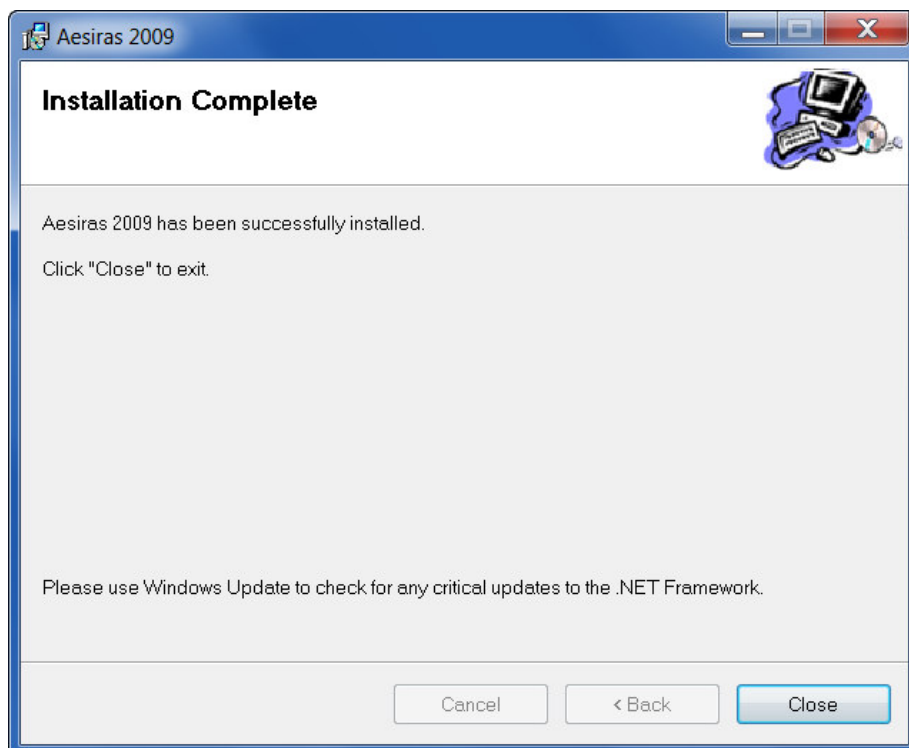 Aesiras 2009
Installation Complete
Aesiras 2009 has been successfully installed.
Click "Close" to exit.
Please use Windows Update to check for any critical updates to the .NET Framework.
Cancel
< Back
Close